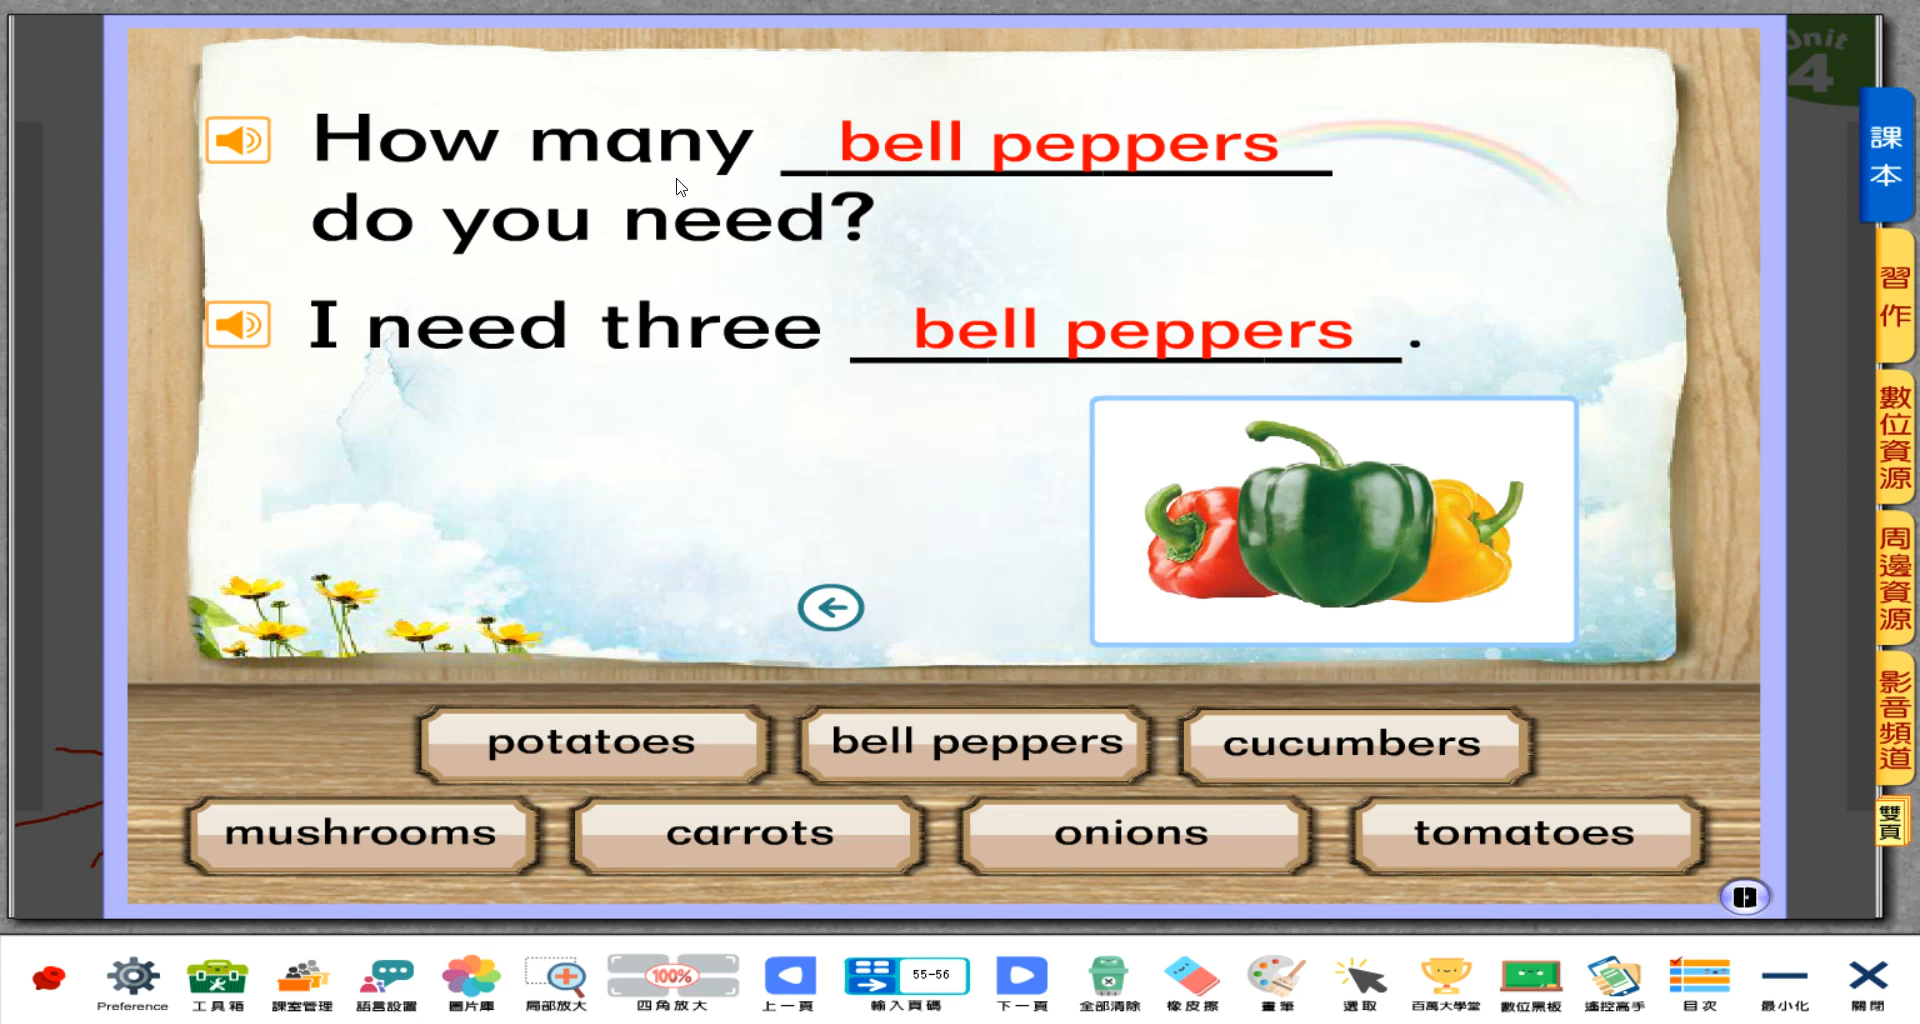 Unit
4
How many bell peppers
do you need?
I need three bell peppers.
potatoes
bell peppers
cucumbers
mushrooms
carrots
onions
tomatoes
課本
習作
數位資源
周邊資源
影音頻道
雙頁
100%
55-56
Preference
工具箱
課室管理
語言設置
圖片庫
局部放大
四角放大
上一頁
輸入頁碼
下一頁
全部清除
橡皮擦
畫筆
選取
百萬大學堂
數位黑板
遙控高手
目次
最小化
關閉